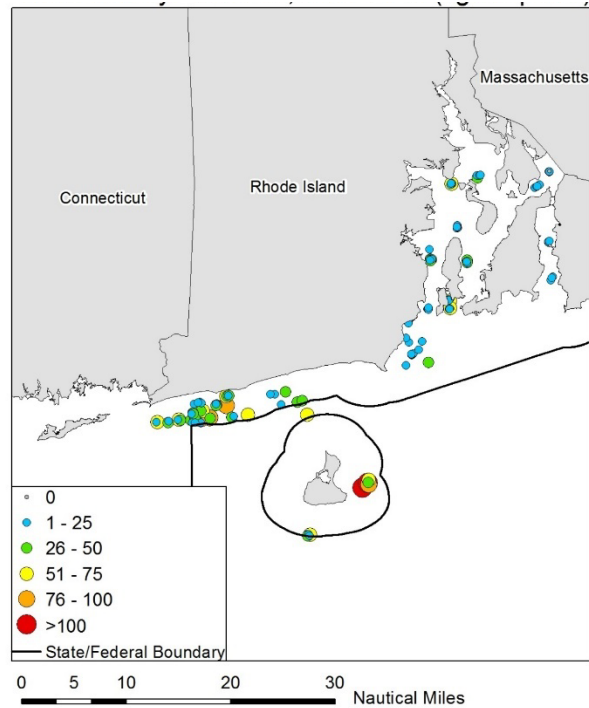 Massachusetts
Rhode Island
Connecticut
0
1 - 25
26 - 50
51 - 75
76 - 100
>100
State/Federal Boundary
0 10 20 30
Nautical Miles